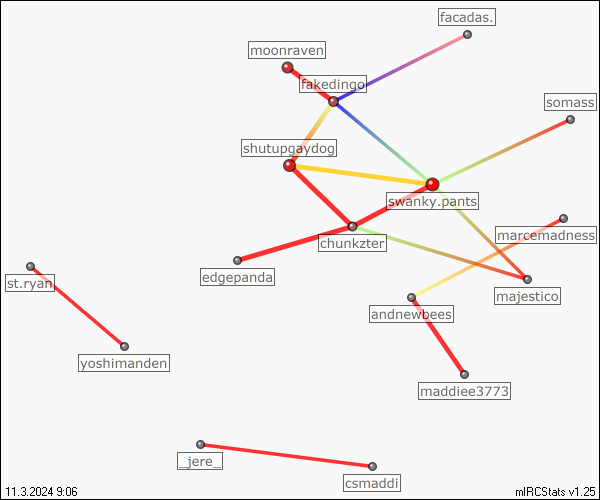 facadas.
moonraven
fakedingo
somass
shutupgaydog
swanky.pants
marcemadness
chunkzter
edgepanda
st.ryan
majestico
andnewbees
yoshimanden
maddiee3773
_jere_
csmaddi
11.3.2024 9:06
mIRCStats v1.25